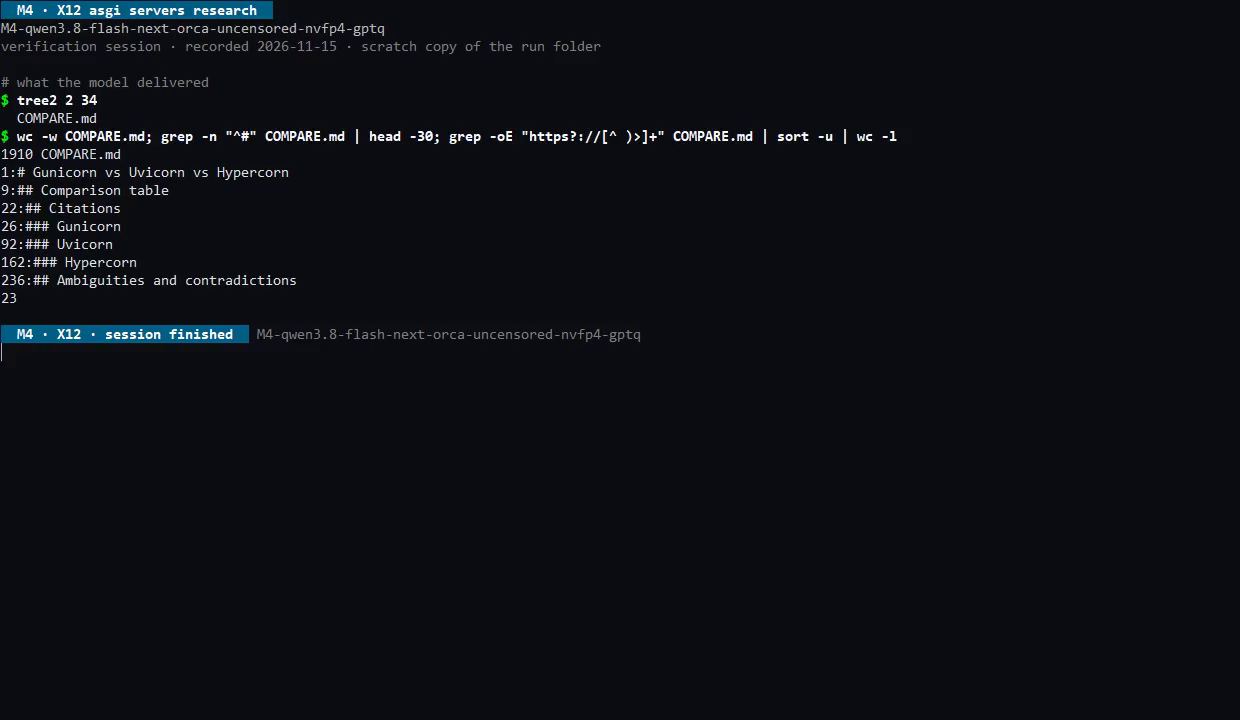 M4 · X12 asgi servers research
M4-qwen3.8-flash-next-orca-uncensored-nvfp4-gptq
verification session · recorded 2026-11-15 · scratch copy of the run folder
# what the model delivered
$ tree2 2 34
COMPARE.md
$ wc -w COMPARE.md; grep -n "^#" COMPARE.md | head -30; grep -oE "https?://[^ )>]+" COMPARE.md | sort -u | wc -l
1910 COMPARE.md
1:# Gunicorn vs Uvicorn vs Hypercorn
9:## Comparison table
22:## Citations
26:### Gunicorn
92:### Uvicorn
162:### Hypercorn
236:## Ambiguities and contradictions
23
M4 · X12 · session finished M4-qwen3.8-flash-next-orca-uncensored-nvfp4-gptq